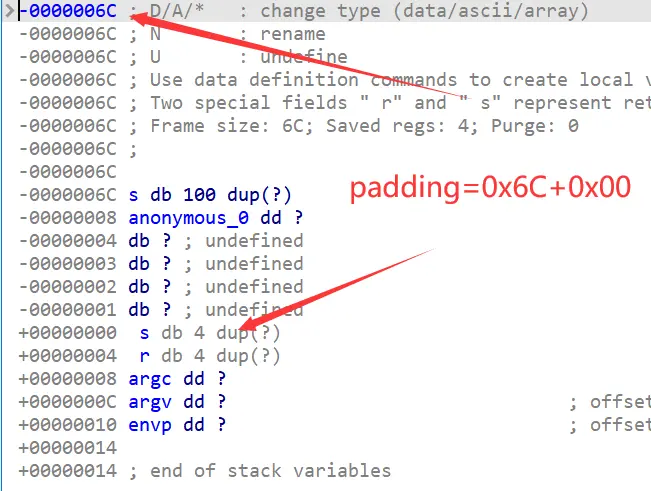 -0000006C ; D/A/* : change type (data/ascii/array)
-0000006C ; N : rename
-0000006C ; U : undefine
-0000006C ; Use data definition commands to create local v
-0000006C ; Two special fields " r" and " s" represent ret
-0000006C ; Frame size: 6C; Saved regs: 4; Purge: 0
-0000006C ;
-0000006C
-0000006C s db 100 dup(?)
padding=0x6C+0x00
-00000008 anonymous_0 dd ?
-00000004 db ? ; undefined
-00000003 db ? ; undefined
-00000002 db ? ; undefined
-00000001 db ? ; undefined
+00000000 s db 4 dup(?)
+00000004 r db 4 dup(?)
+00000008 argc dd ?
+0000000C argv dd ? ; offset
+00000010 envp dd ? ; offset
+00000014
+00000014 ; end of stack variables